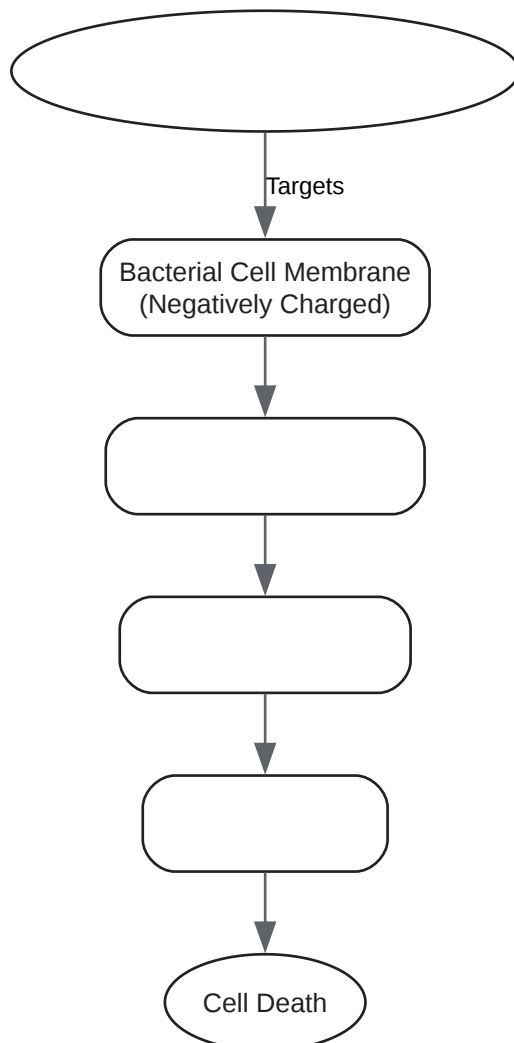 Targets
Bacterial Cell Membrane
(Negatively Charged)
Cell Death